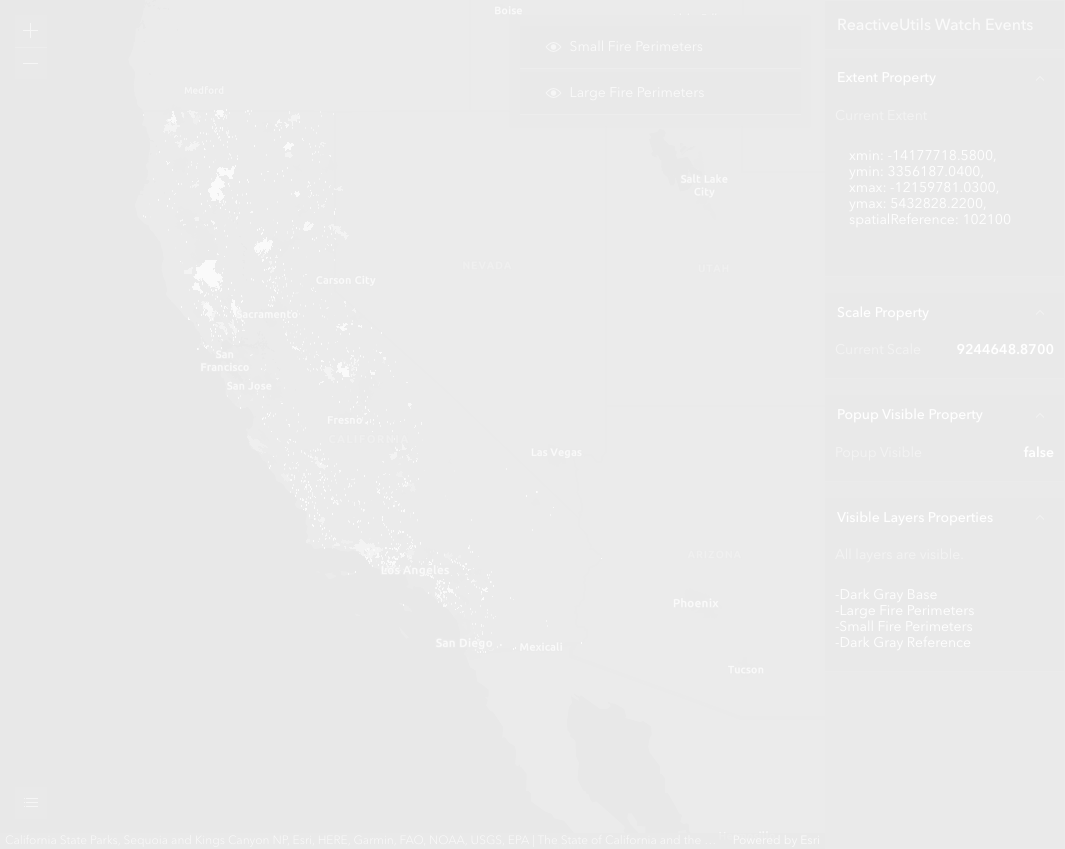 Boise
Small Fire Perimeters
Large Fire Perimeters
Medford
Salt Lake
City
NEVADA
UTAH
Carson City
Sacramento
San
Francisco
San Jose
Fresno
CALIFORNIA
Las Vegas
Los Angeles
ARIZONA
Phoenix
San Diego
Mexicali
Tucson
California State Parks, Sequoia and Kings Canyon NP, Esri, HERE, Garmin, FAO, NOAA, USGS, EPA | The State of California and the
Powered by Esri
ReactiveUtils Watch Events
Extent Property
Current Extent
xmin: -14177718.5800,
ymin: 3356187.0400,
xmax: -12159781.0300,
ymax: 5432828.2200,
spatialReference: 102100
Scale Property
Current Scale 9244648.8700
Popup Visible Property
Popup Visible false
Visible Layers Properties
All layers are visible
-Dark Gray Base
-Large Fire Perimeters
-Small Fire Perimeters
-Dark Gray Reference